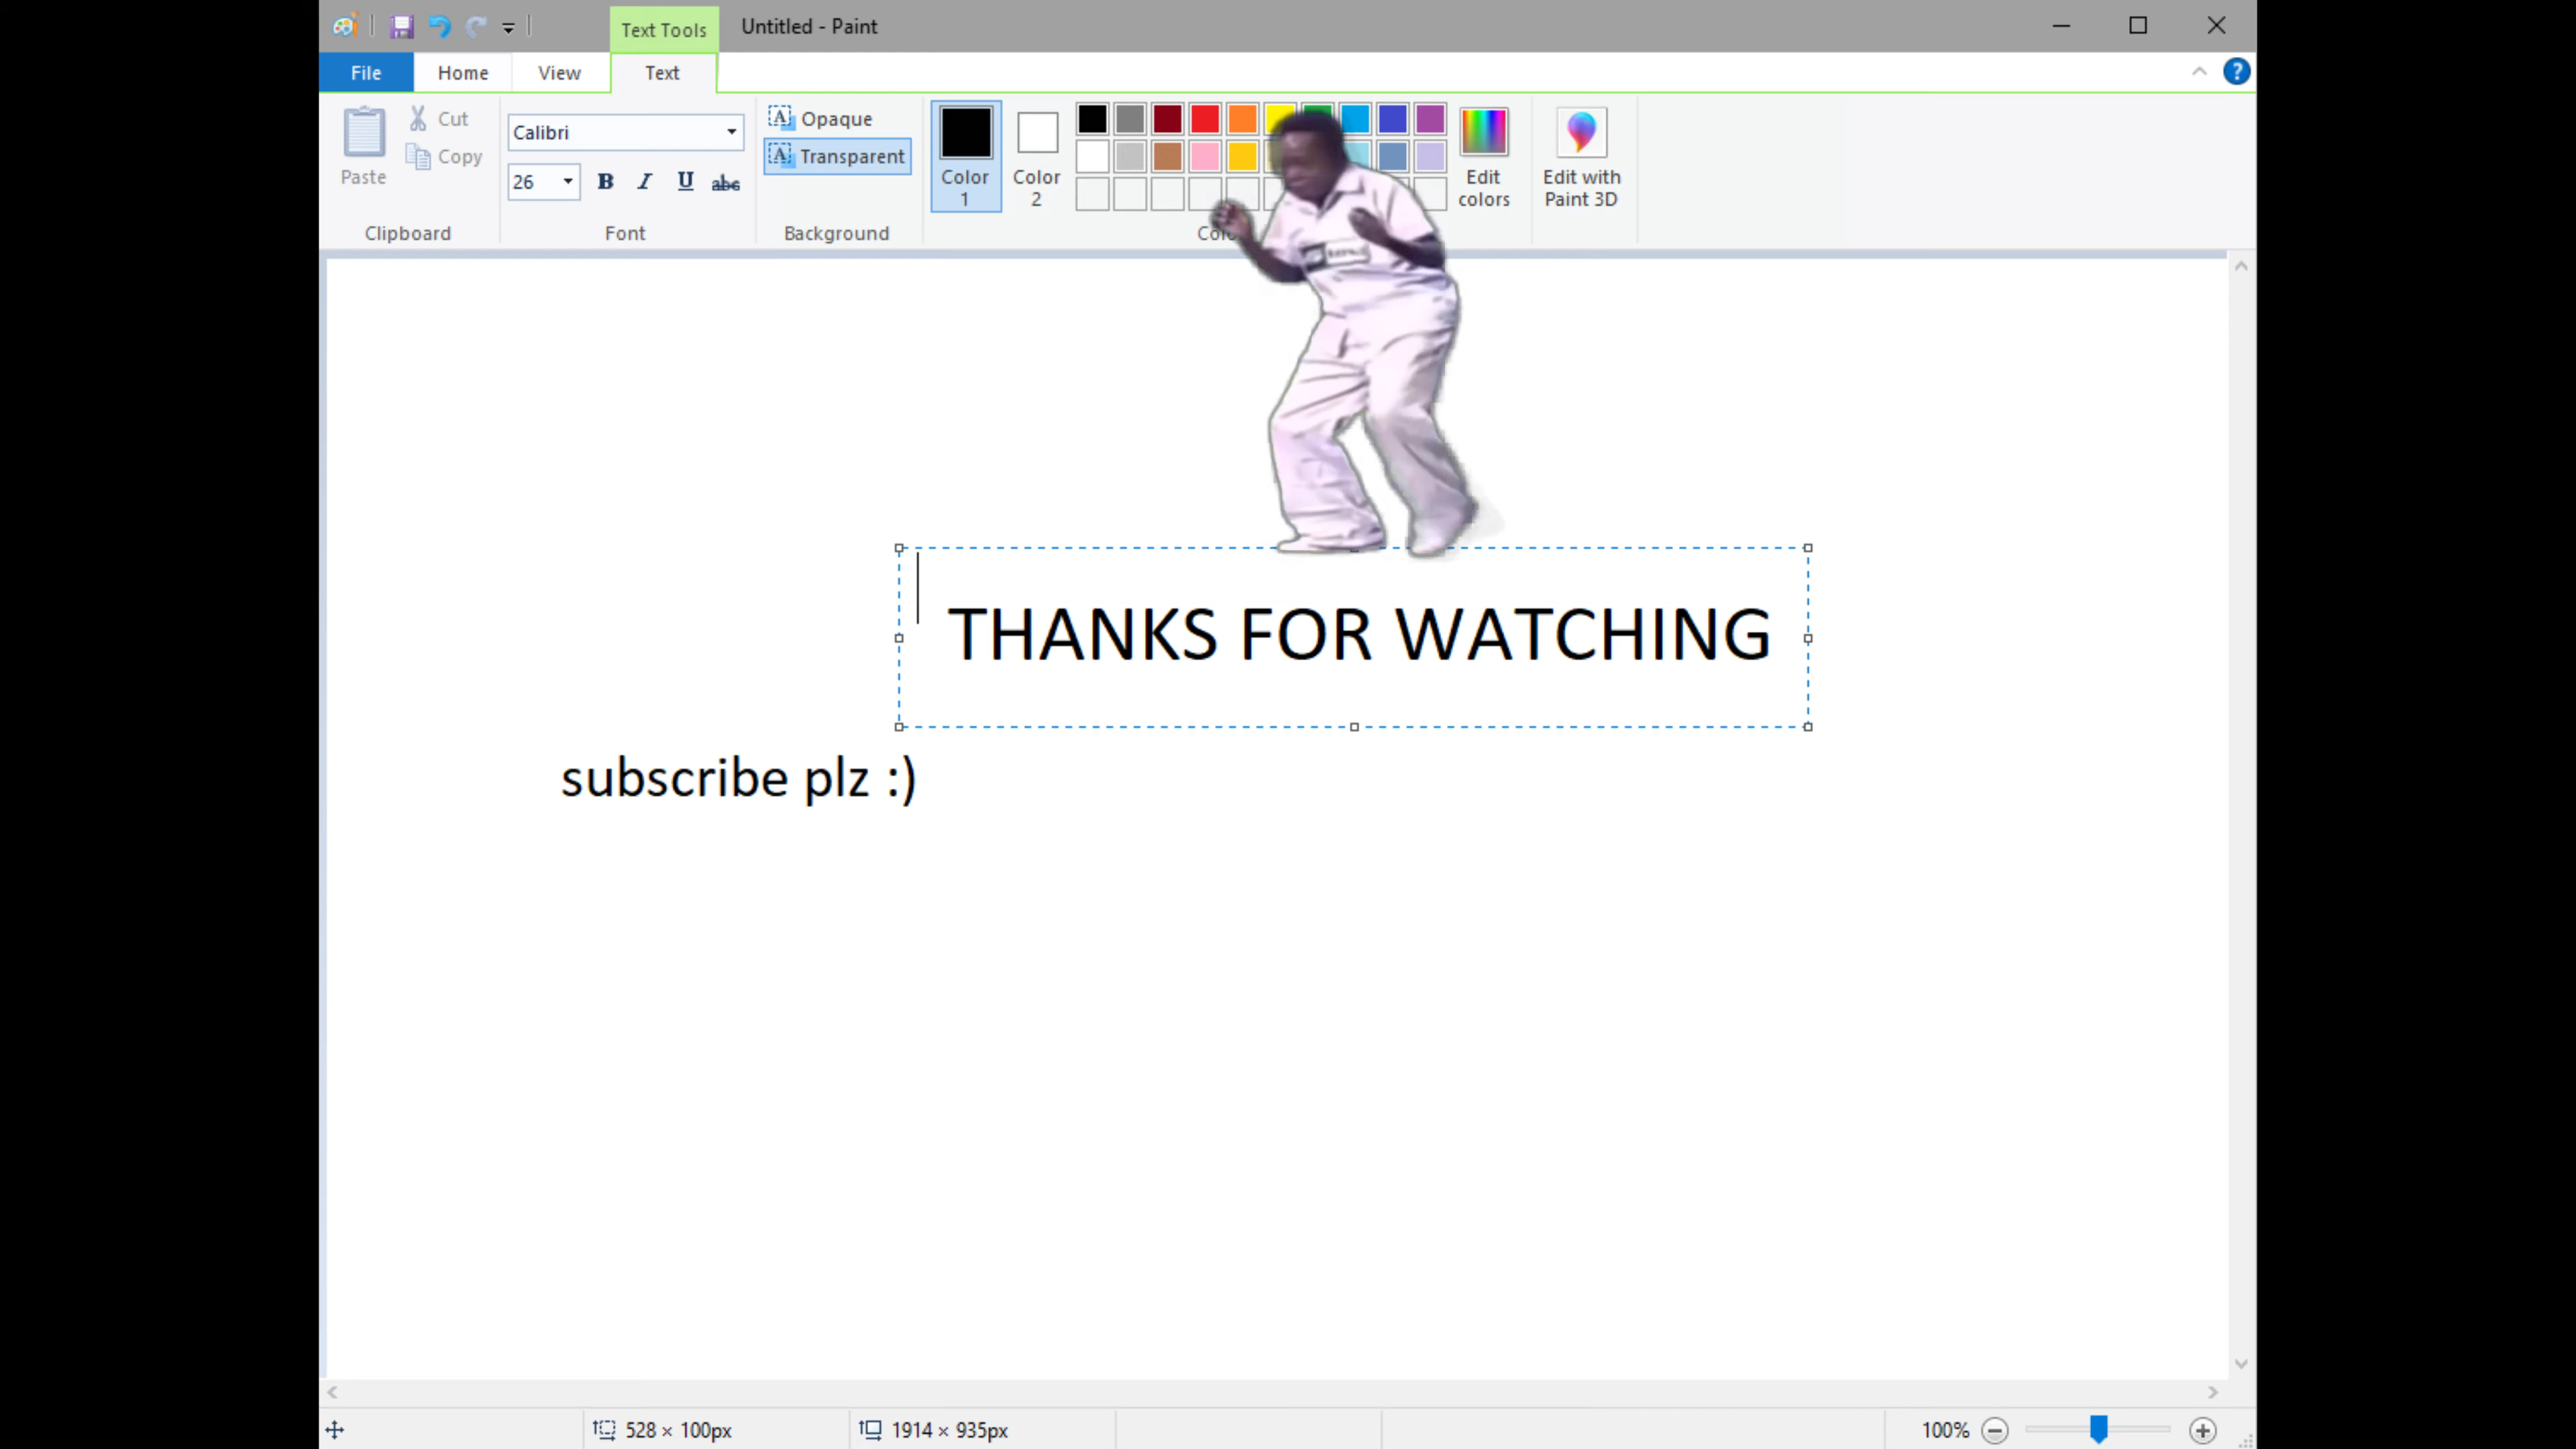 Text Tools
Untitled - Paint
File
Home
View
Text
Paste
Cut
Copy
Clipboard
Calibri
26
B
I
U
abc
Font
Opaque
Transparent
Background
Color
1
Color
2
Edit
colors
Edit with
Paint 3D
THANKS FOR WATCHING
subscribe plz :)
528 × 100px
1914 × 935px
100%